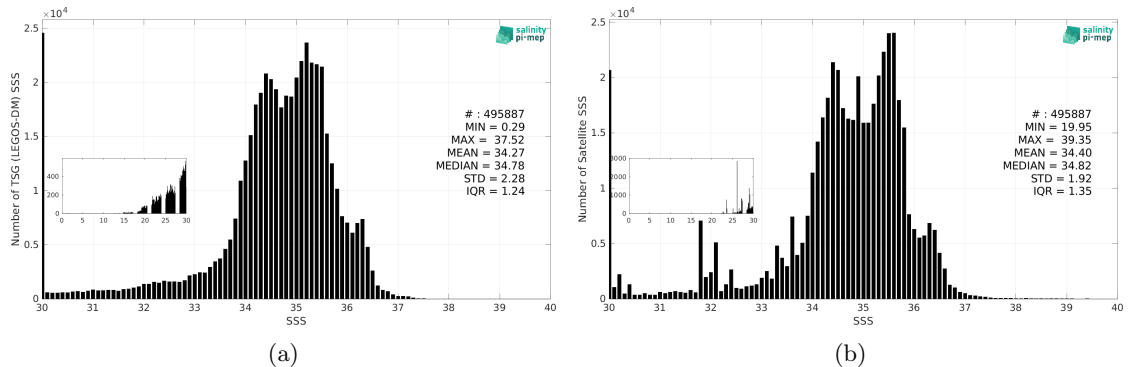 ×10⁴
2.5
2
1.5
1
0.5
0
Number of TSG (LEGOS-DM) SSS
salinity
pi-mep
# : 495887
MIN = 0.29
MAX = 37.52
MEAN = 34.27
MEDIAN = 34.78
STD = 2.28
IQR = 1.24
400
200
0
0 5 10 15 20 25 30
30 31 32 33 34 35 36 37 38 39 40
SSS
(a)
×10⁴
2.5
2
1.5
1
0.5
0
Number of Satellite SSS
salinity
pi-mep
# : 495887
MIN = 19.95
MAX = 39.35
MEAN = 34.40
MEDIAN = 34.82
STD = 1.92
IQR = 1.35
3000
2000
1000
0
0 5 10 15 20 25 30
30 31 32 33 34 35 36 37 38 39 40
SSS
(b)